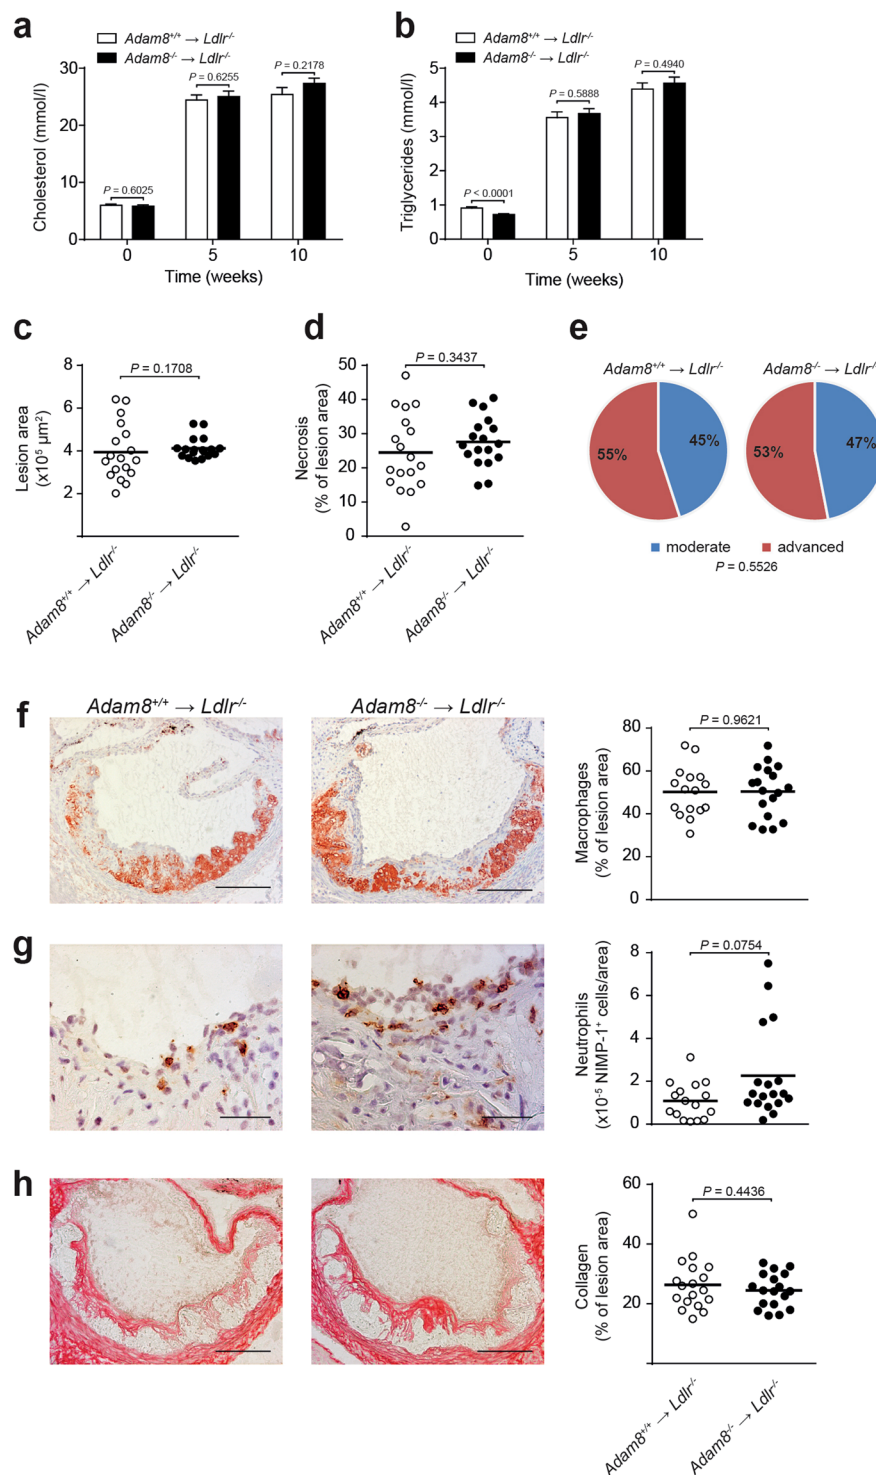 a
Adam8+/+ → Ldlr-/-
Adam8-/- → Ldlr-/-
Cholesterol (mmol/l)
30
20
10
0
P = 0.6025
P = 0.6255
P = 0.2178
0
5
10
Time (weeks)
b
Adam8+/+ → Ldlr-/-
Adam8-/- → Ldlr-/-
Triglycerides (mmol/l)
5
4
3
2
1
0
P < 0.0001
P = 0.5888
P = 0.4940
0
5
10
Time (weeks)
c
Lesion area
(x10⁵ µm²)
8
6
4
2
P = 0.1708
Adam8+/+ → Ldlr-/-
Adam8-/- → Ldlr-/-
d
Necrosis
(% of lesion area)
50
40
30
20
10
0
P = 0.3437
Adam8+/+ → Ldlr-/-
Adam8-/- → Ldlr-/-
e
Adam8+/+ → Ldlr-/-
Adam8-/- → Ldlr-/
55%
45%
53%
47%
moderate
advanced
P = 0.5526
f
Adam8+/+ → Ldlr-/-
Adam8-/- → Ldlr-/-
Macrophages
(% of lesion area)
80
60
40
20
0
P = 0.9621
g
Neutrophils
(x10⁻⁵ NIMP-1⁺ cells/area)
8
6
4
2
0
P = 0.0754
h
Collagen
(% of lesion area)
60
40
20
P = 0.4436
Adam8+/+ → Ldlr-/-
Adam8-/- → Ldlr-/-